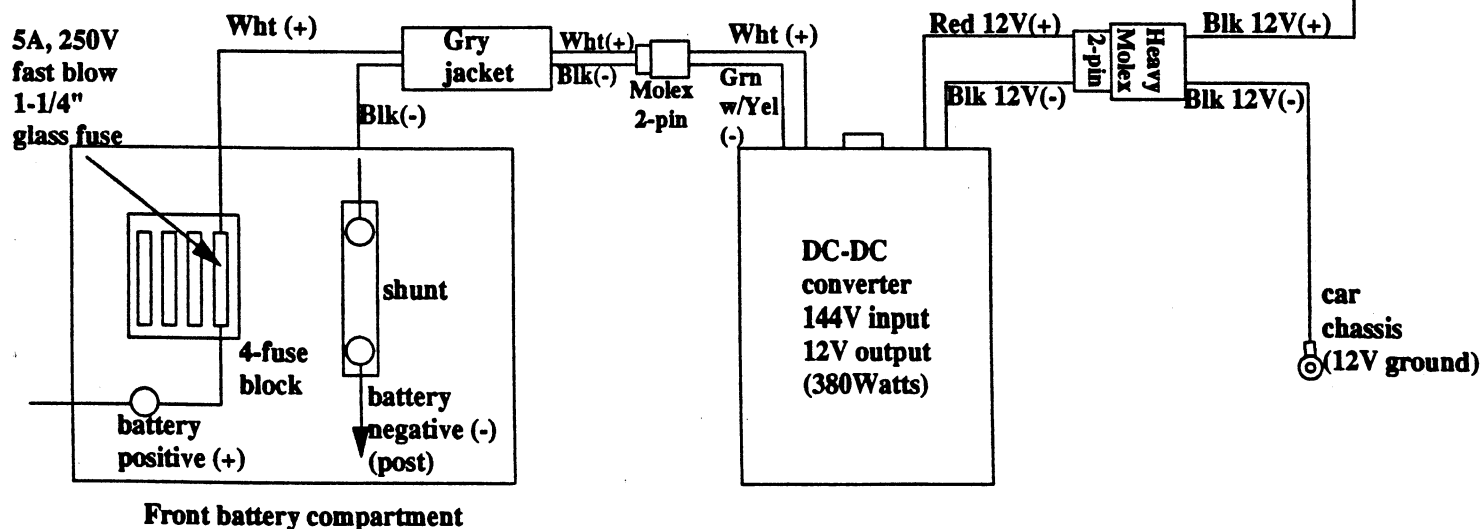 5A, 250V
fast blow
1-1/4"
glass fuse
Wht (+)
Gry
jacket
Blk(-)
Wht(+)
Blk(-)
Molex
2-pin
Wht (+)
Grn
w/Yel
(-)
Red 12V(+)
Blk 12V(-)
2-pin
Molex
Heavy
Blk 12V(+)
Blk 12V(-)
4-fuse
block
shunt
battery
positive (+)
battery
negative (-)
(post)
DC-DC
converter
144V input
12V output
(380Watts)
car
chassis
(12V ground)
Front battery compartment